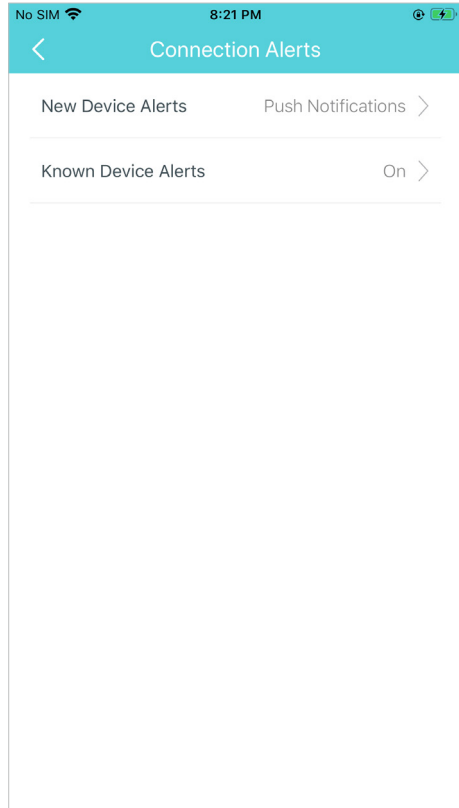 No SIM 8:21 PM
Connection Alerts
New Device Alerts Push Notifications
Known Device Alerts On